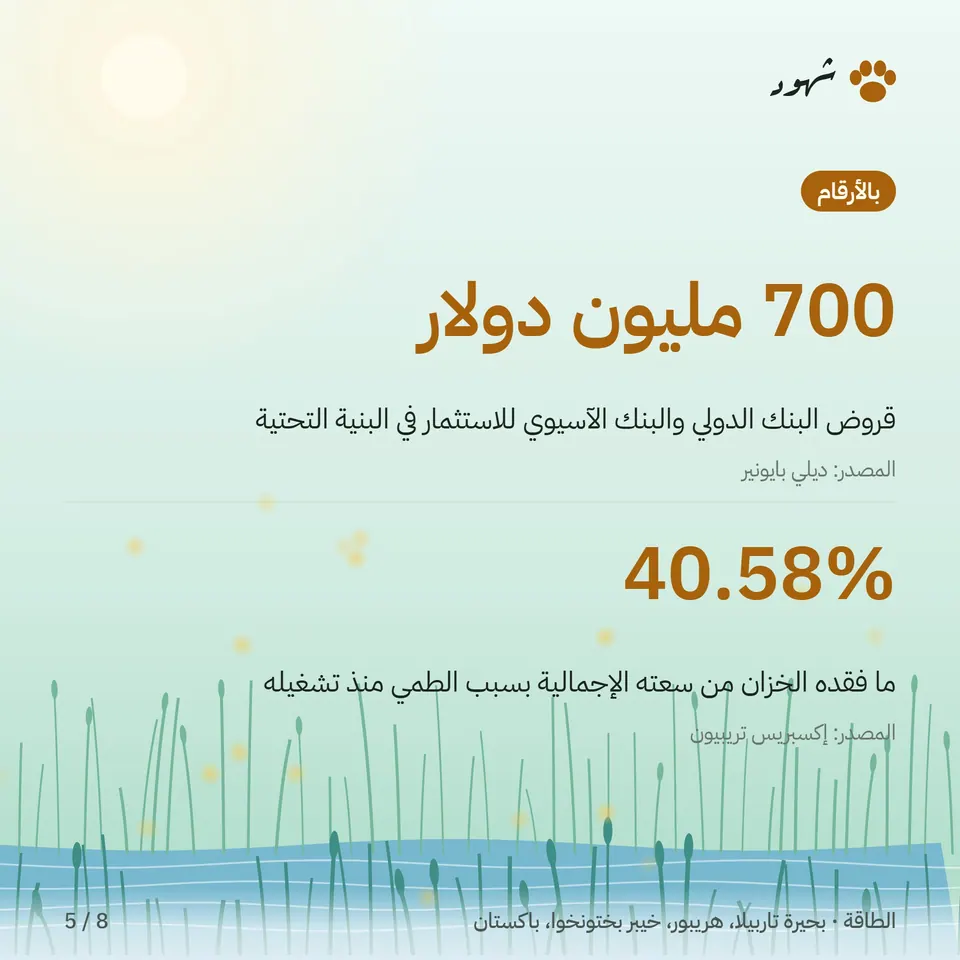 شهود
بالأرقام
700 مليون دولار
قروض البنك الدولي والبنك الآسيوي للاستثمار في البنية التحتية
المصدر: ديلي بايونير
40.58%
ما فقده الخزان من سعته الإجمالية بسبب الطمي منذ تشغيله
المصدر: إكسبريس تريبيون
الطاقة · بحيرة تاربيلا، هريبور، خيبر بختونخوا، باكستان
5 / 8